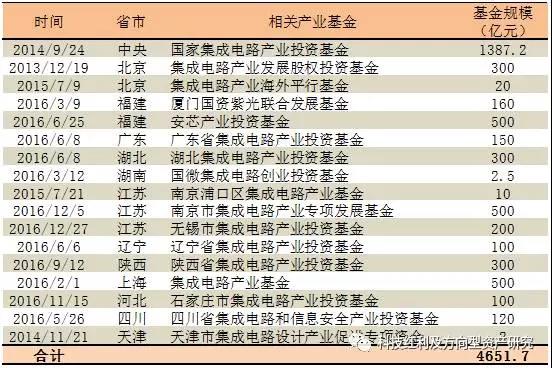 时间 省市 相关产业基金 基金规模
(亿元)
2014/9/24 中央 国家集成电路产业投资基金 1387.2
2013/12/19 北京 集成电路产业发展股权投资基金 300
2015/7/9 北京 集成电路产业海外平行基金 20
2016/3/9 福建 厦门国资紫光联合发展基金 160
2016/6/25 福建 安芯产业投资基金 500
2016/6/8 广东 广东省集成电路产业投资基金 150
2016/6/8 湖北 湖北集成电路产业投资基金 300
2016/3/12 湖南 国微集成电路创业投资基金 2.5
2015/7/21 江苏 南京浦口区集成电路产业基金 10
2016/12/5 江苏 南京市集成电路产业专项发展基金 500
2016/12/27 江苏 无锡市集成电路产业投资基金 200
2016/6/6 辽宁 辽宁省集成电路产业投资基金 100
2016/9/12 陕西 陕西省集成电路产业投资基金 300
2016/2/1 上海 集成电路产业基金 500
2016/11/15 河北 石家庄市集成电路产业投资基金 100
2016/5/26 四川 四川省集成电路和信息安全产业投资基金 120
2014/11/21 天津 天津市集成电路设计产业促进专项资金 2
科技红利及方向型资产研究
合计 4651.7